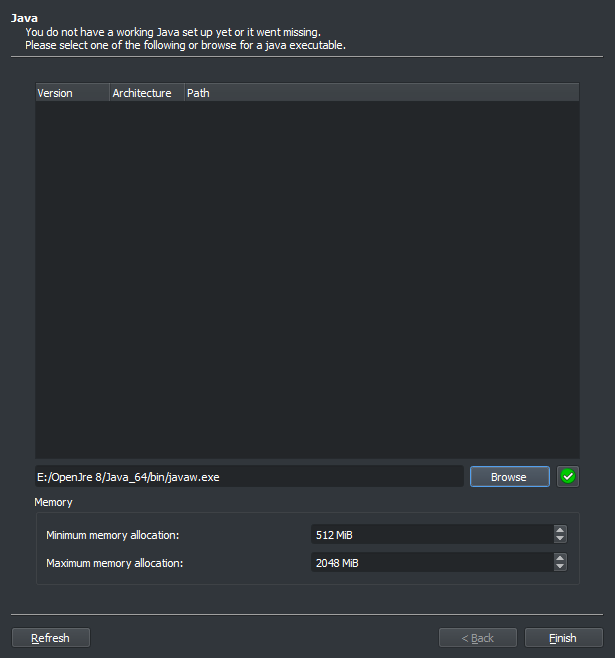 Java
You do not have a working Java set up yet or it went missing.
Please select one of the following or browse for a java executable.
Version Architecture Path
E:/OpenJre 8/Java_64/bin/javaw.exe Browse
Memory
Minimum memory allocation: 512 MiB
Maximum memory allocation: 2048 MiB
Refresh < Back Finish